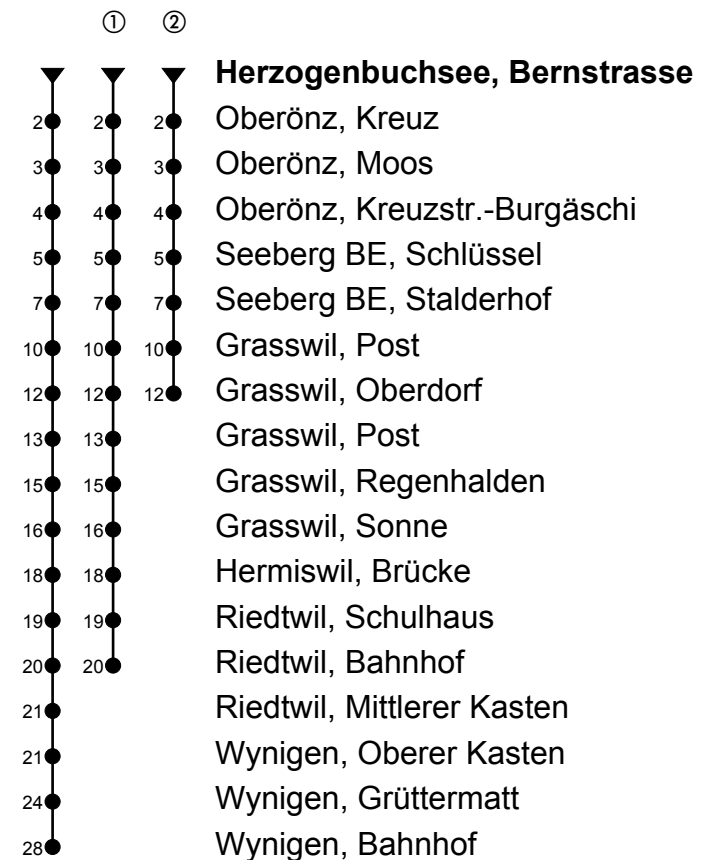 ① ②
Herzogenbuchsee, Bernstrasse
2 2 2 Oberönz, Kreuz
3 3 3 Oberönz, Moos
4 4 4 Oberönz, Kreuzstr.-Burgäschi
5 5 5 Seeberg BE, Schlüssel
7 7 7 Seeberg BE, Stalderhof
10 10 10 Grasswil, Post
12 12 12 Grasswil, Oberdorf
13 13 Grasswil, Post
15 15 Grasswil, Regenhalden
16 16 Grasswil, Sonne
18 18 Hermiswil, Brücke
19 19 Riedtwil, Schulhaus
20 20 Riedtwil, Bahnhof
21 Riedtwil, Mittlerer Kasten
21 Wynigen, Oberer Kasten
24 Wynigen, Grüttermatt
28 Wynigen, Bahnhof